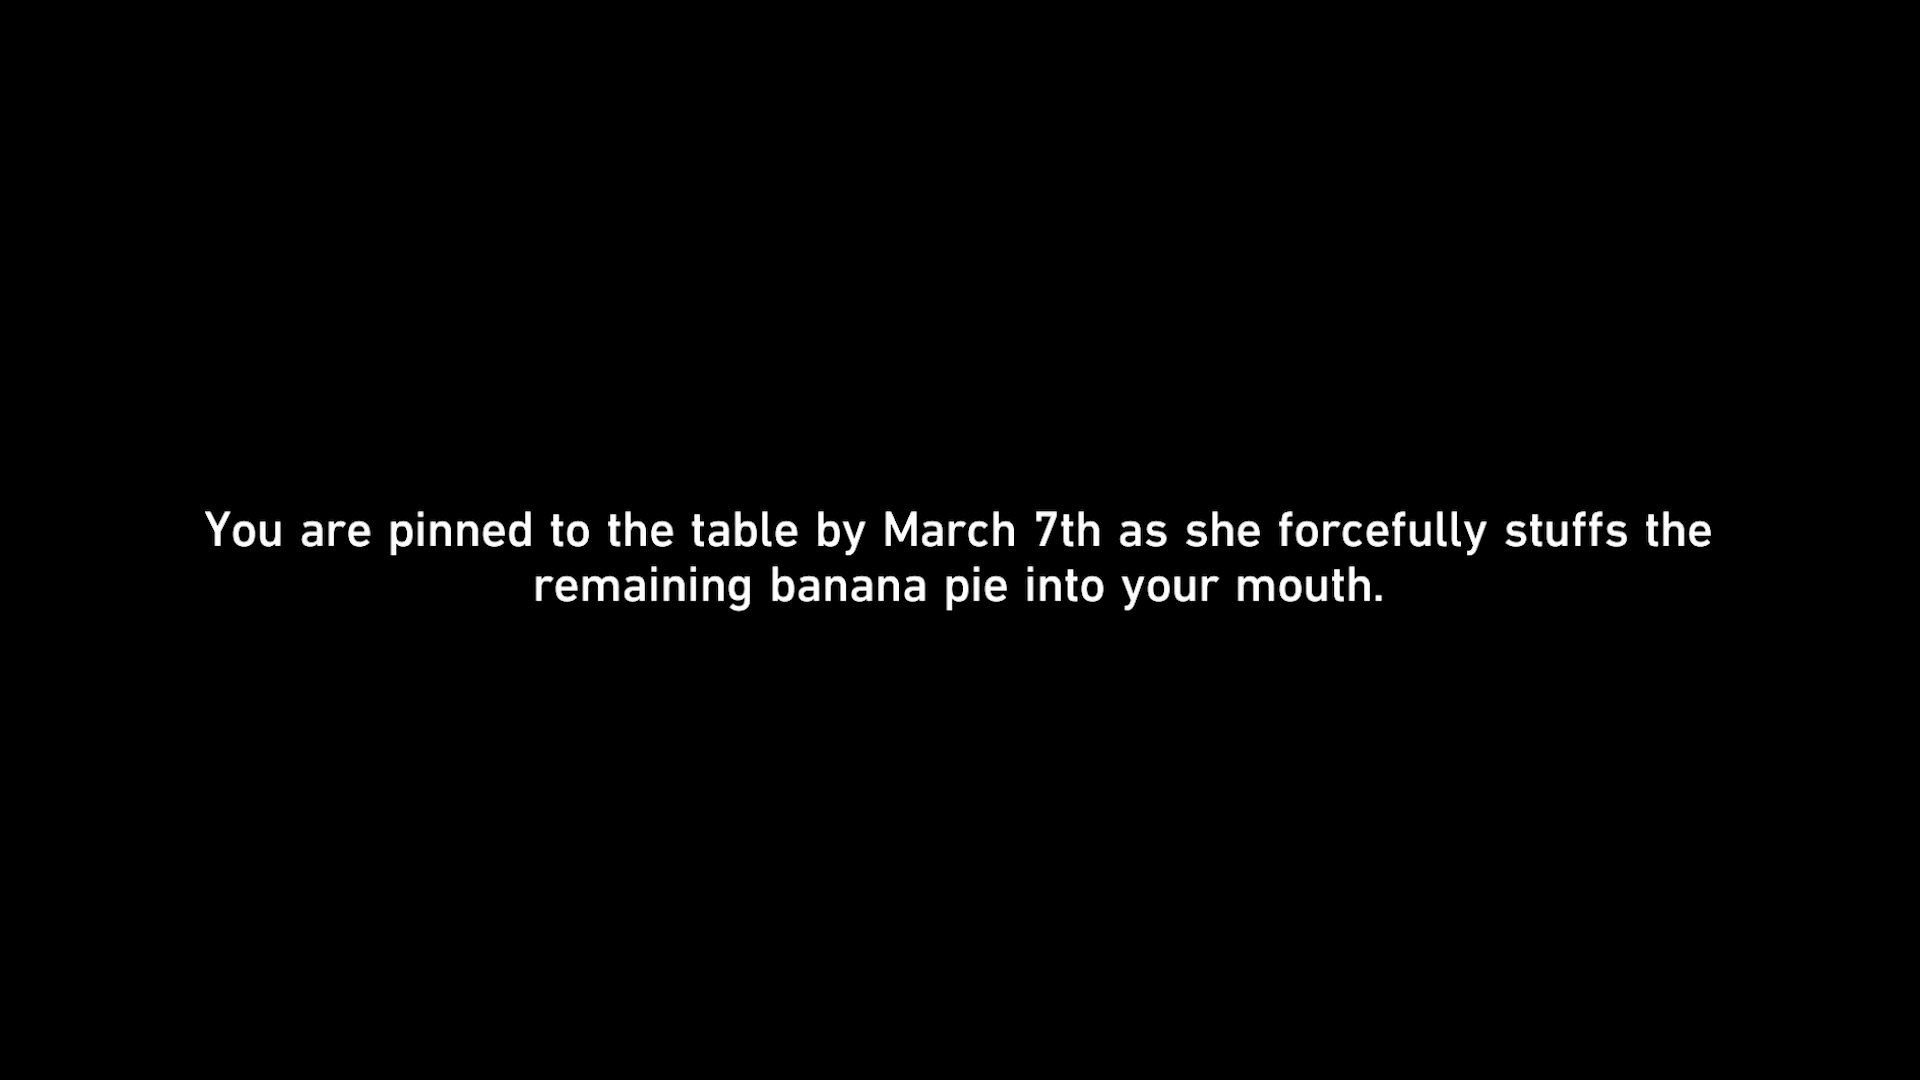 You are pinned to the table by March 7th as she forcefully stuffs the
remaining banana pie into your mouth.